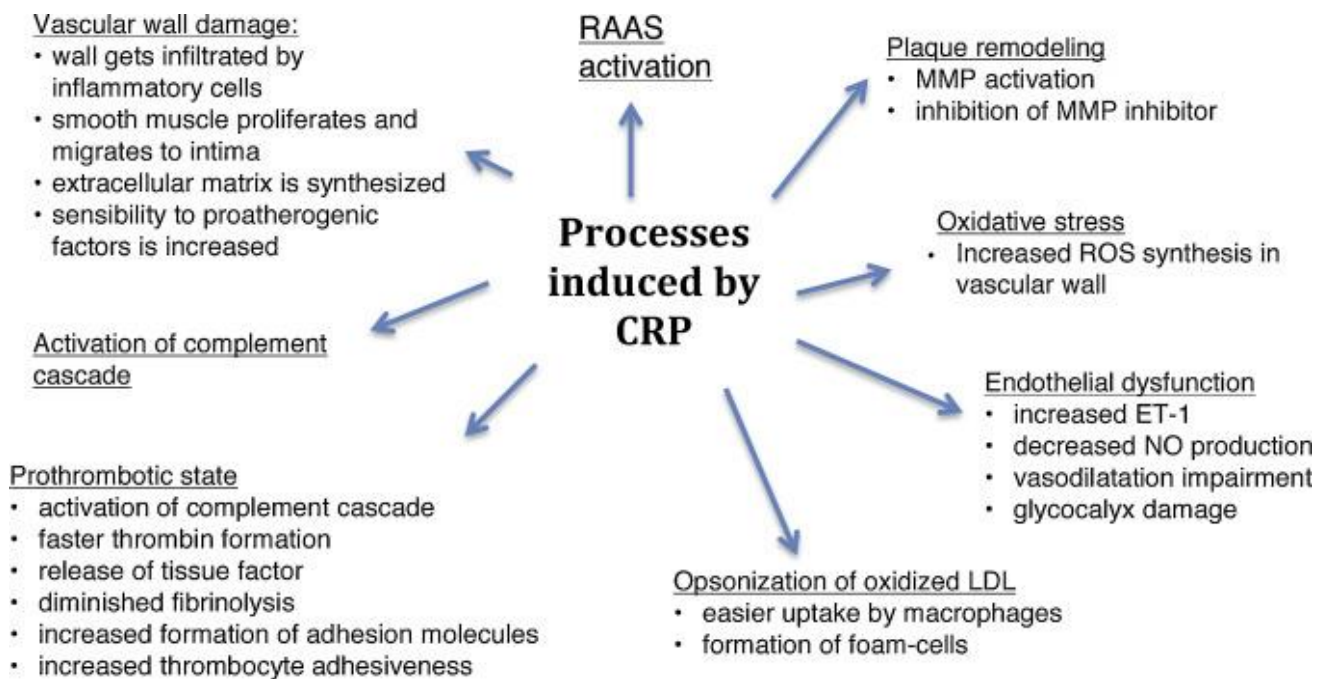 Vascular wall damage:
• wall gets infiltrated by
inflammatory cells
• smooth muscle proliferates and
migrates to intima
• extracellular matrix is synthesized
• sensibility to proatherogenic
factors is increased
RAAS
activation
Plaque remodeling
• MMP activation
• inhibition of MMP inhibitor
Processes
induced by
CRP
Oxidative stress
• Increased ROS synthesis in
vascular wall
Activation of complement
cascade
Endothelial dysfunction
• increased ET-1
• decreased NO production
• vasodilatation impairment
• glycocalyx damage
Prothrombotic state
• activation of complement cascade
• faster thrombin formation
• release of tissue factor
• diminished fibrinolysis
• increased formation of adhesion molecules
• increased thrombocyte adhesiveness
Opsonization of oxidized LDL
• easier uptake by macrophages
• formation of foam-cells